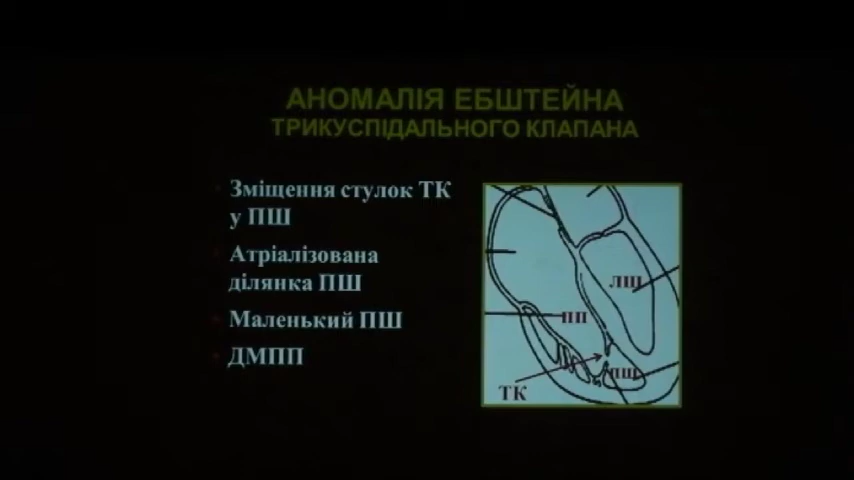 АНОМАЛІЯ ЕБШТЕЙНА
ТРИКУСПІДАЛЬНОГО КЛАПАНА
Зміщення стулок ТК
у ПШ
Атріалізована
ділянка ПШ
Маленький ПШ
ДМПП
ЛШ
ПП
ПШ
ТК